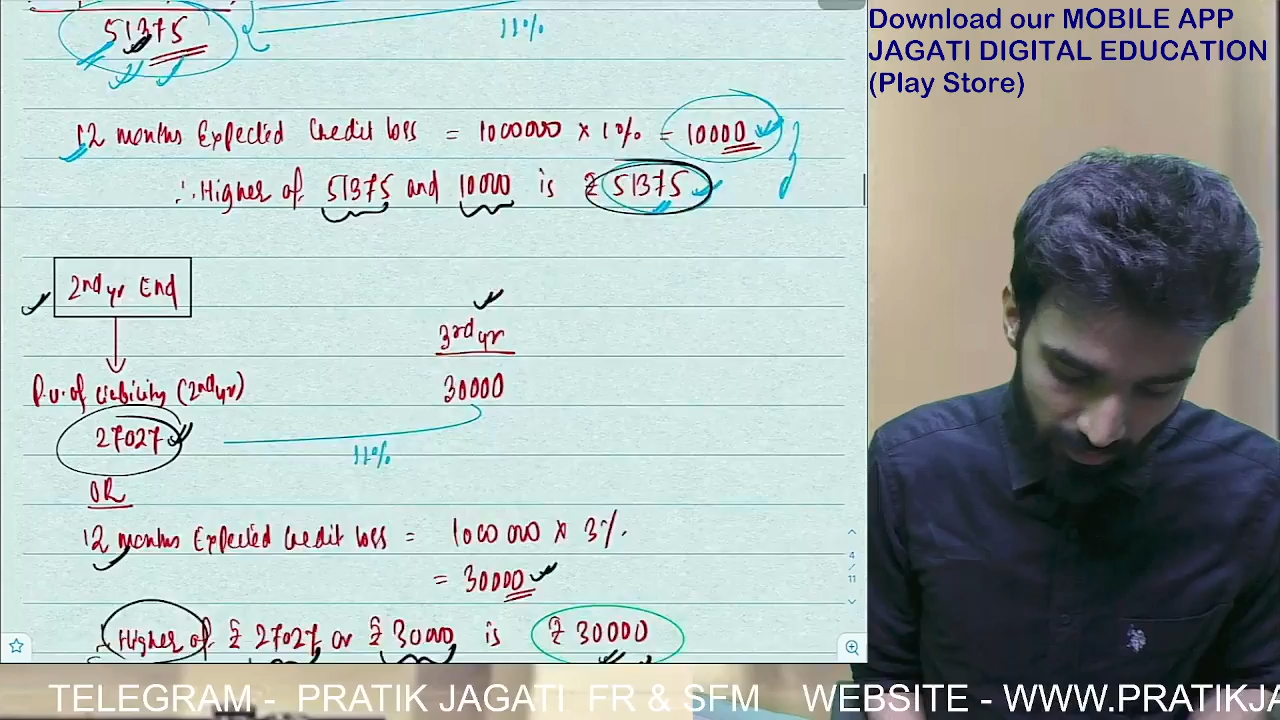 Download our MOBILE APP
JAGATI DIGITAL EDUCATION
(Play Store)
51375
11%
12 months Expected Credit loss = 1000000 × 1% = 10000
∴ Higher of 51375 and 10000 is ₹ 51375
2nd yr End
3rd yr
P.v. of liability (2nd yr)
30000
27027
11%
OR
12 months Expected Credit loss = 1000000 × 3%
= 30000
Higher of ₹ 27027 or ₹ 30000 is ₹ 30000
4
/
11
TELEGRAM - PRATIK JAGATI FR & SFM WEBSITE - WWW.PRATIKJA